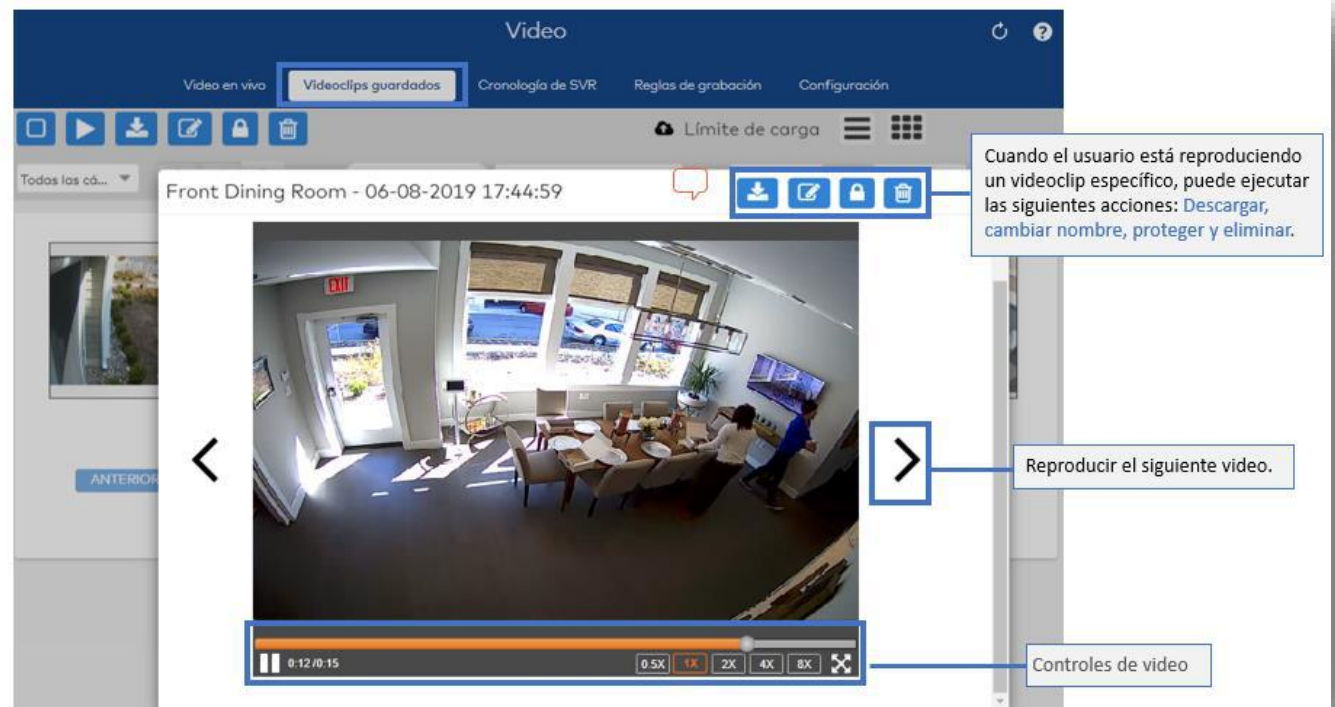 Video
?
Video en vivo
Videoclips guardados
Cronología de SVR
Reglas de grabación
Configuración
Límite de carga
Todas las cá...
Front Dining Room - 06-08-2019 17:44:59
Cuando el usuario está reproduciendo
un videoclip específico, puede ejecutar
las siguientes acciones: Descargar,
cambiar nombre, proteger y eliminar.
EXIT
ANTERIOR
Reproducir el siguiente video.
0:12/0:15
0.5X
1X
2X
4X
8X
Controles de video